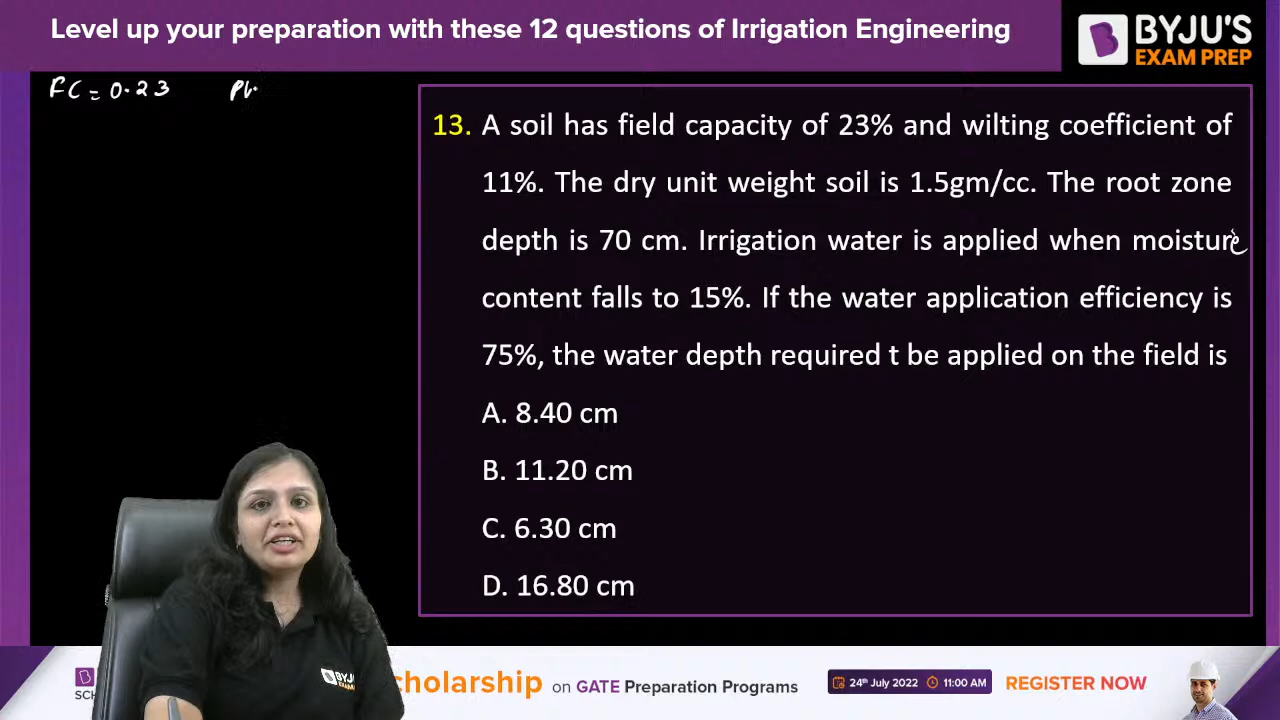 Level up your preparation with these 12 questions of Irrigation Engineering
BYJU'S
EXAM PREP
FC = 0.23
13. A soil has field capacity of 23% and wilting coefficient of
11%. The dry unit weight soil is 1.5gm/cc. The root zone
depth is 70 cm. Irrigation water is applied when moisture
content falls to 15%. If the water application efficiency is
75%, the water depth required t be applied on the field is
A. 8.40 cm
B. 11.20 cm
C. 6.30 cm
D. 16.80 cm
BYJU'S
EXAM PREP
cholarship on GATE Preparation Programs
24th July 2022 11:00 AM
REGISTER NOW